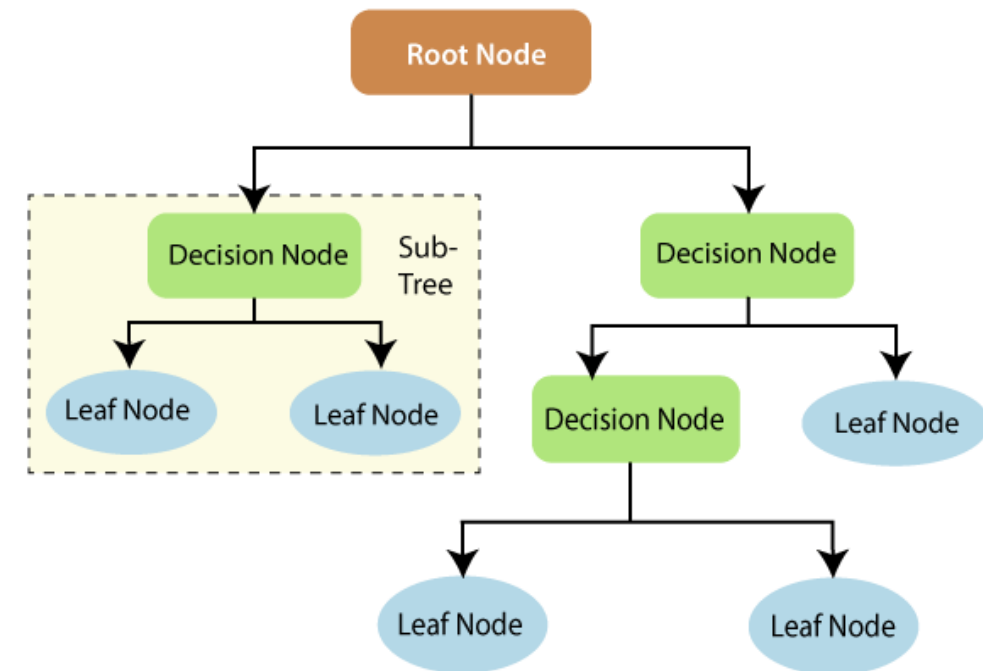 Root Node
Decision Node
Sub-
Tree
Decision Node
Leaf Node
Leaf Node
Decision Node
Leaf Node
Leaf Node
Leaf Node